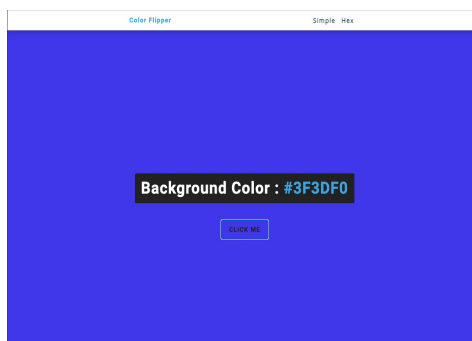 Color Flipper
Simple Hex
Background Color : #3F3DF0
CLICK ME